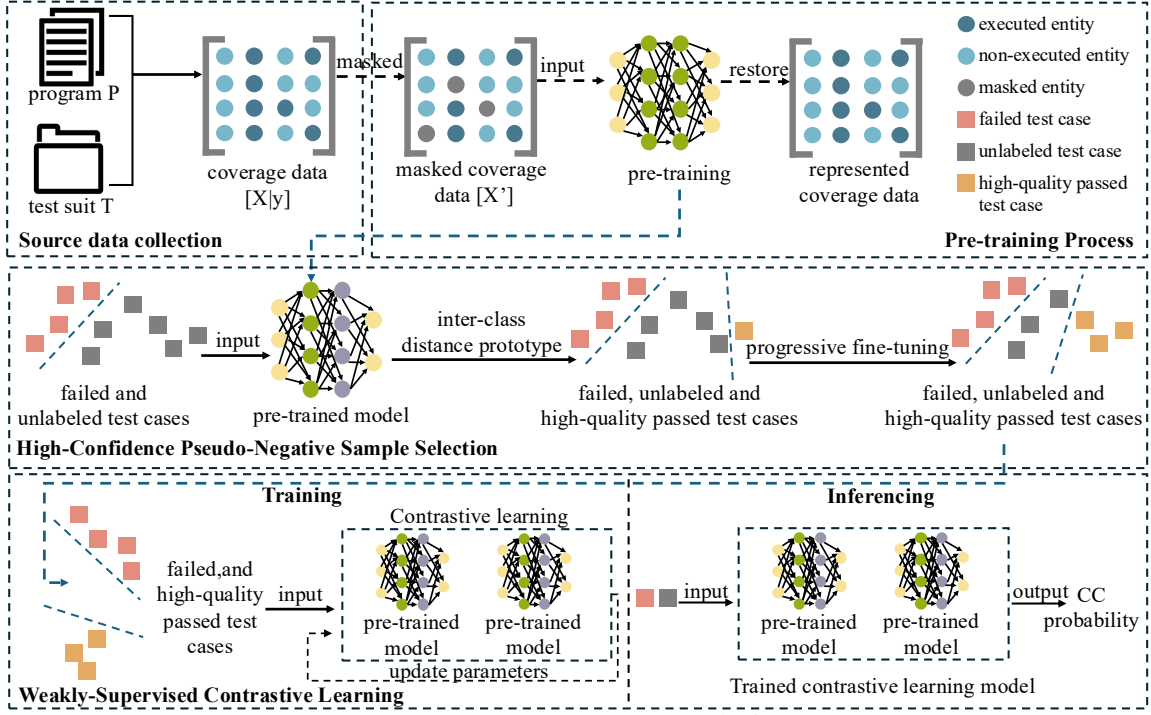 program P
test suit T
Source data collection
coverage data
[X|y]
masked
masked coverage
data [X’]
input
pre-training
restore
represented
coverage data
executed entity
non-executed entity
masked entity
failed test case
unlabeled test case
high-quality passed
test case
Pre-training Process
failed and
unlabeled test cases
input
pre-trained model
inter-class
distance prototype
failed, unlabeled and
high-quality passed test cases
progressive fine-tuning
failed, unlabeled and
high-quality passed test cases
High-Confidence Pseudo-Negative Sample Selection
Training
failed,and
high-quality
passed test
cases
input
Contrastive learning
pre-trained
model
pre-trained
model
update parameters
Weakly-Supervised Contrastive Learning
Inferencing
input
pre-trained
model
pre-trained
model
output
CC
probability
Trained contrastive learning model